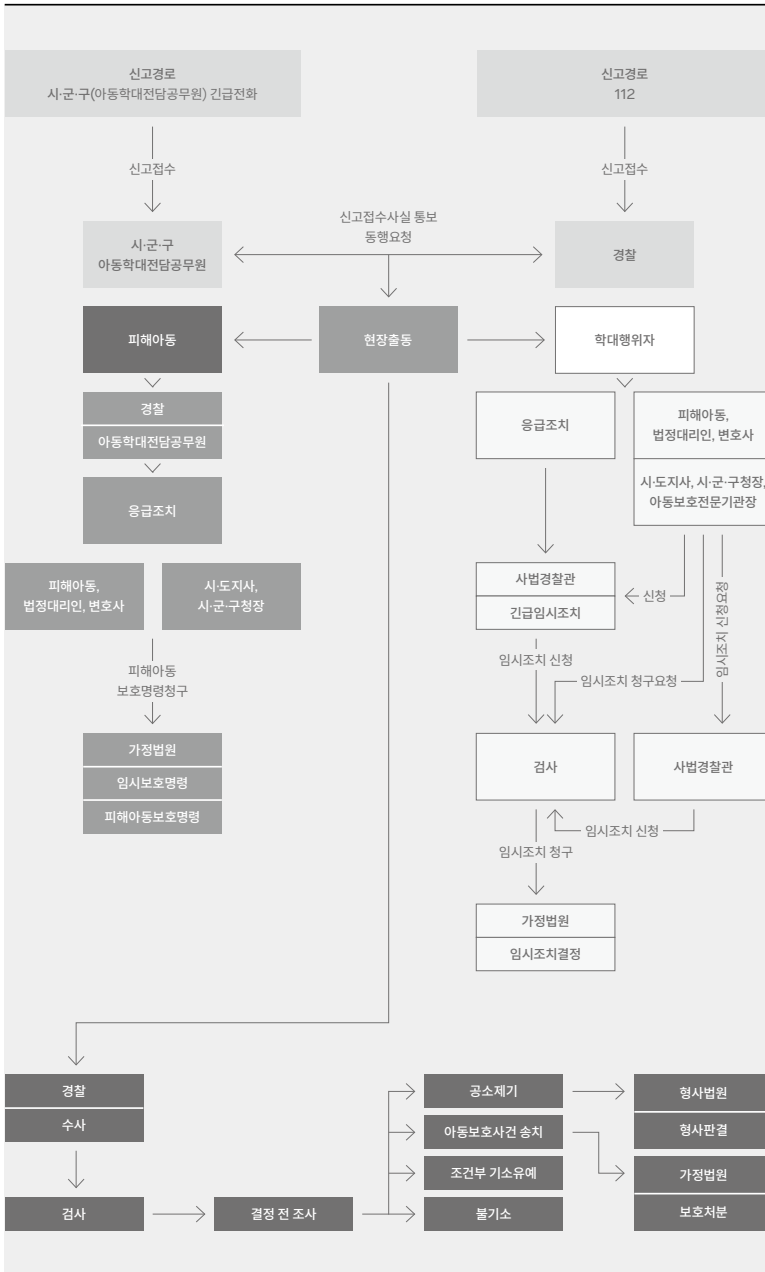 신고경로
시·군·구(아동학대전담공무원) 긴급전화
신고경로
112
신고접수
신고접수
시·군·구
아동학대전담공무원
신고접수사실 통보
동행요청
경찰
피해아동
현장출동
학대행위자
경찰
아동학대전담공무원
응급조치
응급조치
피해아동,
법정대리인, 변호사
시·도지사, 시·군·구청장,
아동보호전문기관장
피해아동,
법정대리인, 변호사
시·도지사,
시·군·구청장
사법경찰관
긴급임시조치
신청
임시조치 신청요청
피해아동
보호명령청구
임시조치 신청
임시조치 청구요청
가정법원
임시보호명령
피해아동보호명령
검사
사법경찰관
임시조치 신청
임시조치 청구
가정법원
임시조치결정
경찰
수사
검사
결정 전 조사
공소제기
아동보호사건 송치
조건부 기소유예
불기소
형사법원
형사판결
가정법원
보호처분